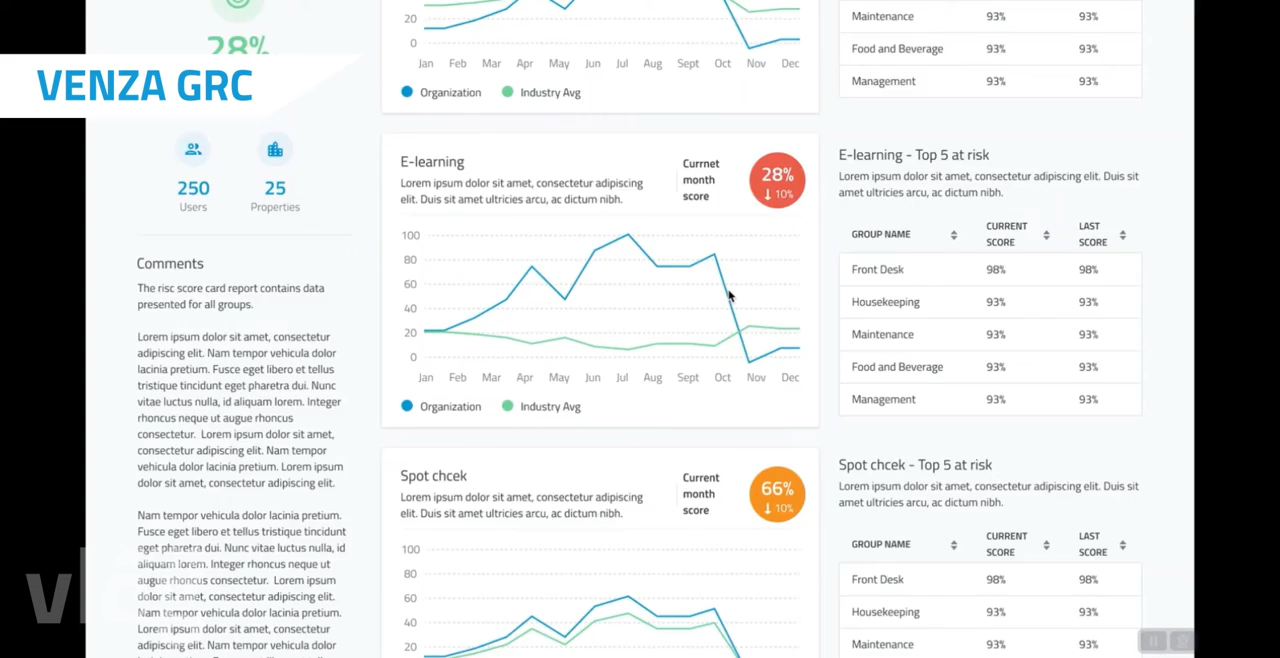 28%
VENZA GRC
250
Users
25
Properties
Comments
The risc score card report contains data
presented for all groups.
Lorem ipsum dolor sit amet, consectetur
adipiscing elit. Nam tempor vehicula dolor
lacinia pretium. Fusce eget libero et tellus
tristique tincidunt eget pharetra dui. Nunc
vitae luctus nulla, id aliquam lorem. Integer
rhoncus neque ut augue rhoncus
consectetur. Lorem ipsum dolor sit amet,
consectetur adipiscing elit. Nam tempor
vehicula dolor lacinia pretium. Lorem ipsum
dolor sit amet, consectetur adipiscing elit.
Nam tempor vehicula dolor lacinia pretium.
Fusce eget libero et tellus tristique tincidunt
eget pharetra dui. Nunc vitae luctus nulla, id
aliquam lorem. Integer rhoncus neque ut
augue rhoncus consectetur. Lorem ipsum
dolor sit amet, consectetur adipiscing elit.
Nam tempor vehicula dolor lacinia pretium.
Lorem ipsum dolor sit amet, consectetur
adipiscing elit. Nam tempor vehicula dolor
20
0
Jan Feb Mar Apr May Jun Jul Aug Sept Oct Nov Dec
Organization Industry Avg
E-learning
Lorem ipsum dolor sit amet, consectetur adipiscing
elit. Duis sit amet ultricies arcu, ac dictum nibh.
Currnet
month
score
28%
↓ 10%
100
80
60
40
20
0
Jan Feb Mar Apr May Jun Jul Aug Sept Oct Nov Dec
Organization Industry Avg
Spot chcek
Lorem ipsum dolor sit amet, consectetur adipiscing
elit. Duis sit amet ultricies arcu, ac dictum nibh.
Current
month
score
66%
↓ 10%
100
80
60
40
20
Maintenance 93% 93%
Food and Beverage 93% 93%
Management 93% 93%
E-learning - Top 5 at risk
Lorem ipsum dolor sit amet, consectetur adipiscing elit. Duis sit
amet ultricies arcu, ac dictum nibh.
GROUP NAME CURRENT SCORE LAST SCORE
Front Desk 98% 98%
Housekeeping 93% 93%
Maintenance 93% 93%
Food and Beverage 93% 93%
Management 93% 93%
Spot chcek - Top 5 at risk
Lorem ipsum dolor sit amet, consectetur adipiscing elit. Duis sit
amet ultricies arcu, ac dictum nibh.
GROUP NAME CURRENT SCORE LAST SCORE
Front Desk 98% 98%
Housekeeping 93% 93%
Maintenance 93% 93%